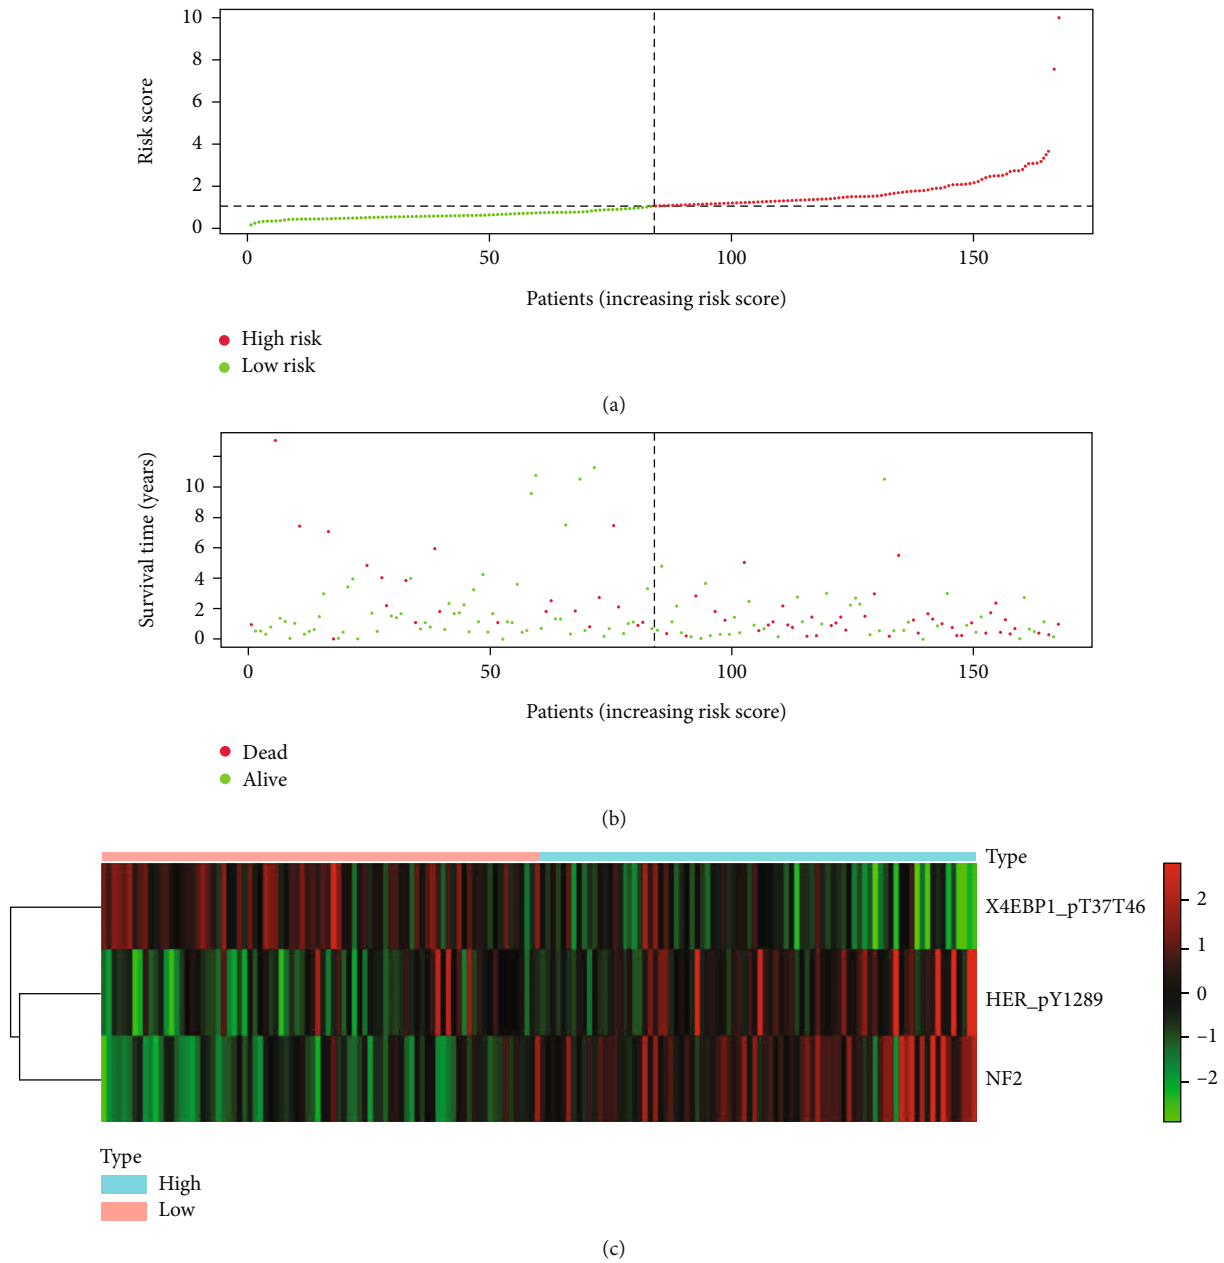 10
8
6
4
2
0
Risk score
0 50 100 150
Patients (increasing risk score)
High risk
Low risk
(a)
10
8
6
4
2
0
Survival time (years)
0 50 100 150
Patients (increasing risk score)
Dead
Alive
(b)
Type
X4EBP1_pT37T46
HER_pY1289
NF2
2
1
0
−1
−2
Type
High
Low
(c)